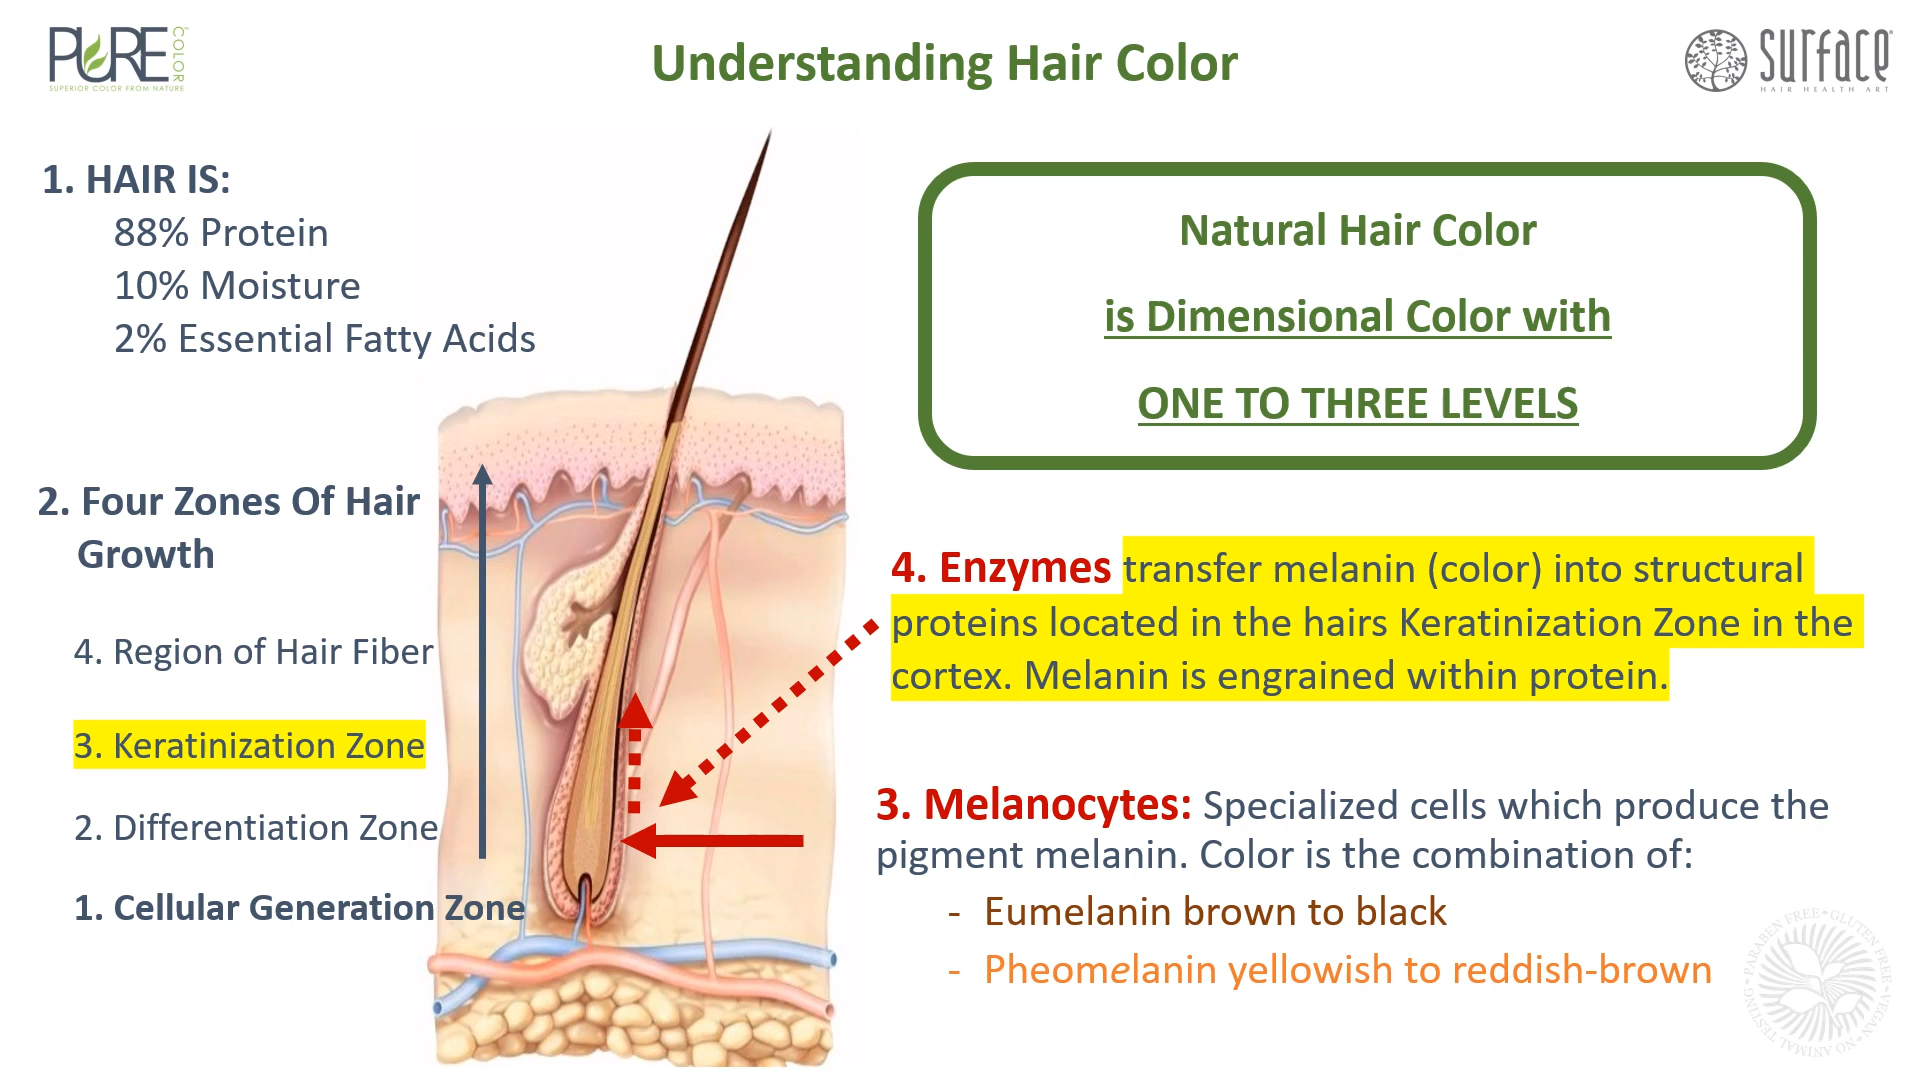 PURE COLOR
SUPERIOR COLOR FROM NATURE
Understanding Hair Color
surface
HAIR HEALTH ART
1. HAIR IS:
88% Protein
10% Moisture
2% Essential Fatty Acids
Natural Hair Color
is Dimensional Color with
ONE TO THREE LEVELS
2. Four Zones Of Hair
Growth
4. Region of Hair Fiber
3. Keratinization Zone
2. Differentiation Zone
1. Cellular Generation Zone
4. Enzymes transfer melanin (color) into structural
proteins located in the hairs Keratinization Zone in the
cortex. Melanin is engrained within protein.
3. Melanocytes: Specialized cells which produce the
pigment melanin. Color is the combination of:
- Eumelanin brown to black
- Pheomelanin yellowish to reddish-brown
PARABEN FREE • GLUTEN FREE • VEGAN • NO ANIMAL TESTING •